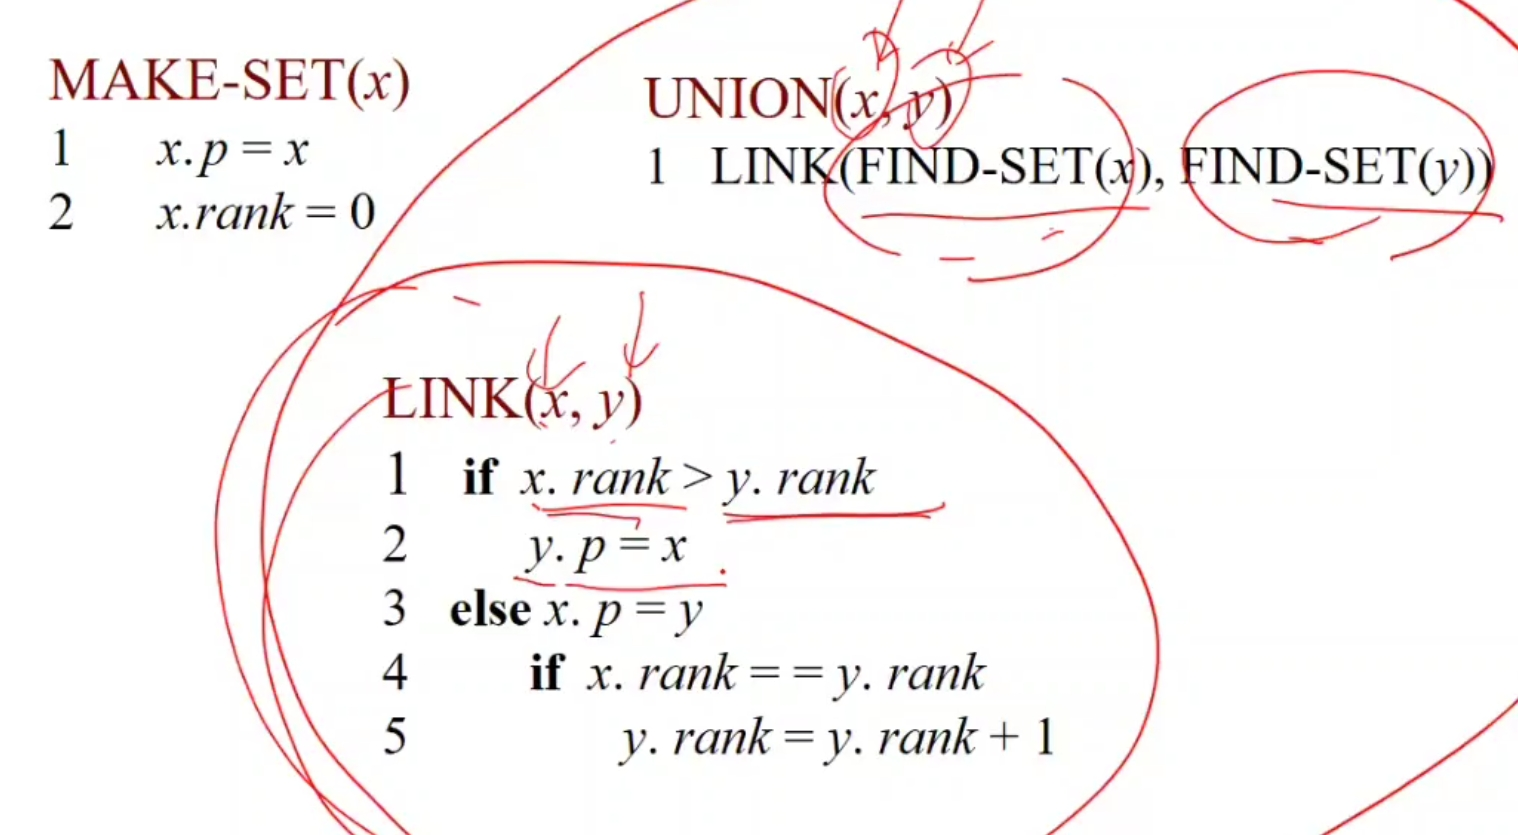 MAKE-SET(x)
1 x.p = x
2 x.rank = 0
UNION(x, y)
1 LINK(FIND-SET(x), FIND-SET(y))
LINK(x, y)
1 if x. rank > y. rank
2 y. p = x
3 else x. p = y
4 if x. rank = = y. rank
5 y. rank = y. rank + 1